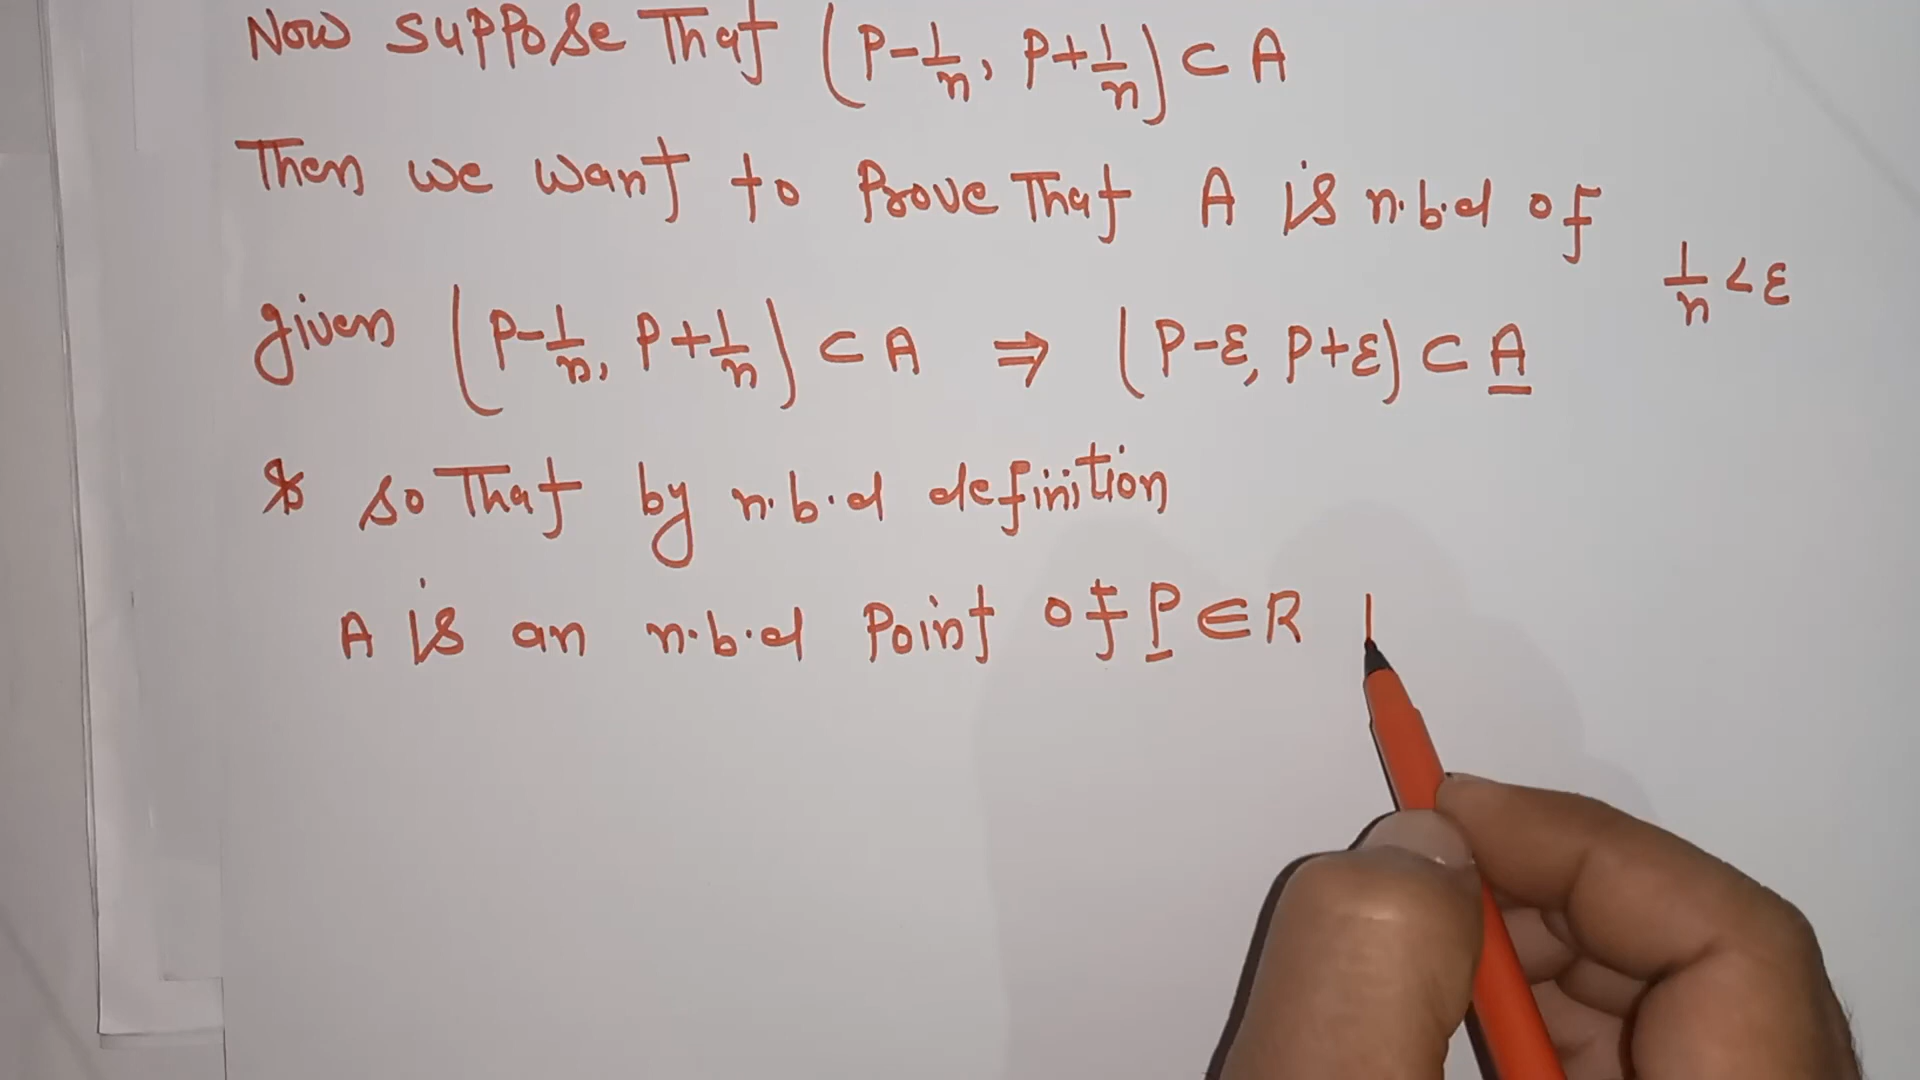 Now suppose That (P-1/n, P+1/n) ⊂ A
Then we want to Prove That A is n.b.d of
1/n < ε
given (P-1/n, P+1/n) ⊂ A ⇒ (P-ε, P+ε) ⊂ A
so That by n.b.d definition
A is an n.b.d Point of P ∈ R